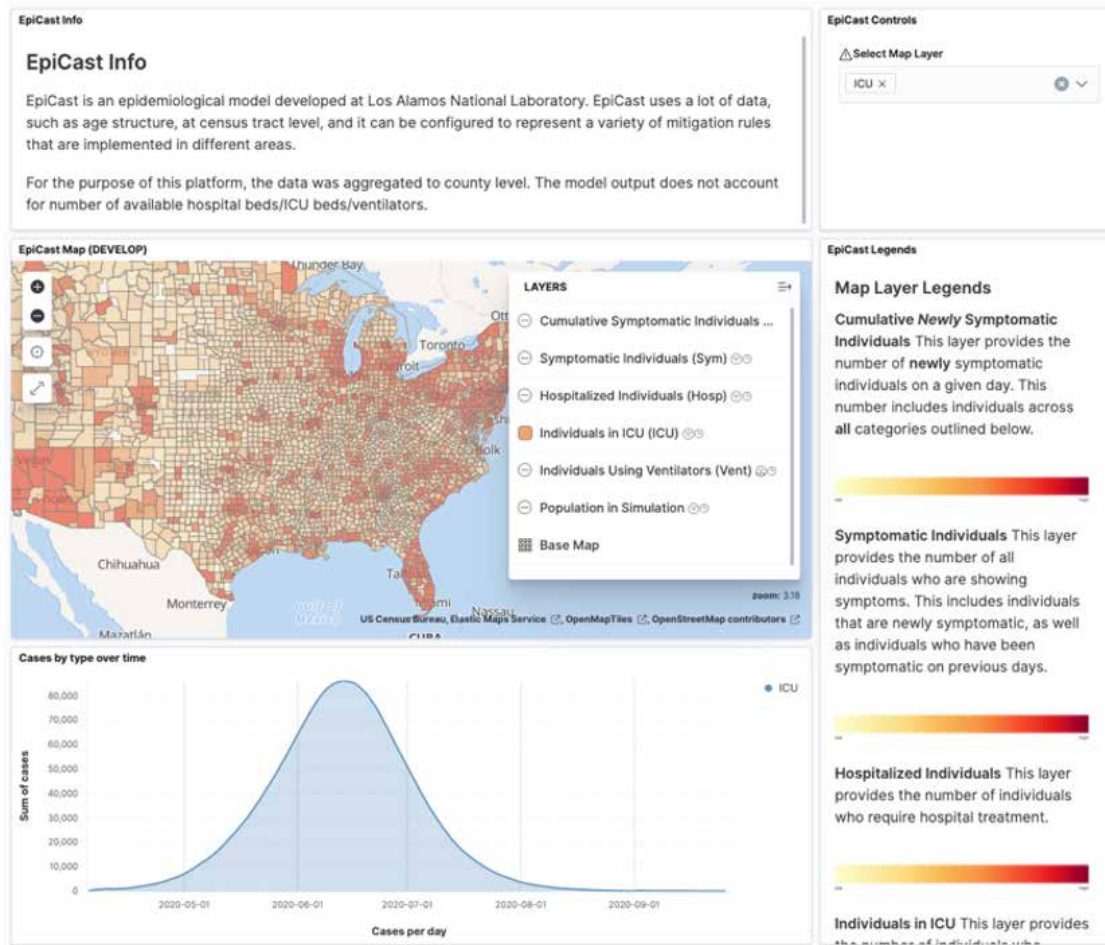 EpiCast Info
EpiCast Info
EpiCast is an epidemiological model developed at Los Alamos National Laboratory. EpiCast uses a lot of data,
such as age structure, at census tract level, and it can be configured to represent a variety of mitigation rules
that are implemented in different areas.
For the purpose of this platform, the data was aggregated to county level. The model output does not account
for number of available hospital beds/ICU beds/ventilators.
EpiCast Controls
Select Map Layer
ICU ×
EpiCast Map (DEVELOP)
Thunder Bay
Ott
Toronto
Chihuahua
Monterrey
Mazatlán
Nassau
CUBA
LAYERS
Cumulative Symptomatic Individuals ...
Symptomatic Individuals (Sym)
Hospitalized Individuals (Hosp)
Individuals in ICU (ICU)
Individuals Using Ventilators (Vent)
Population in Simulation
Base Map
zoom: 3.18
US Census Bureau, Elastic Maps Service, OpenMapTiles, OpenStreetMap contributors
EpiCast Legends
Map Layer Legends
Cumulative Newly Symptomatic
Individuals This layer provides the
number of newly symptomatic
individuals on a given day. This
number includes individuals across
all categories outlined below.
Symptomatic Individuals This layer
provides the number of all
individuals who are showing
symptoms. This includes individuals
that are newly symptomatic, as well
as individuals who have been
symptomatic on previous days.
Hospitalized Individuals This layer
provides the number of individuals
who require hospital treatment.
Individuals in ICU This layer provides
the number of individuals who
Cases by type over time
ICU
80,000
70,000
60,000
50,000
40,000
30,000
20,000
10,000
0
Sum of cases
2020-05-01
2020-06-01
2020-07-01
2020-08-01
2020-09-01
Cases per day